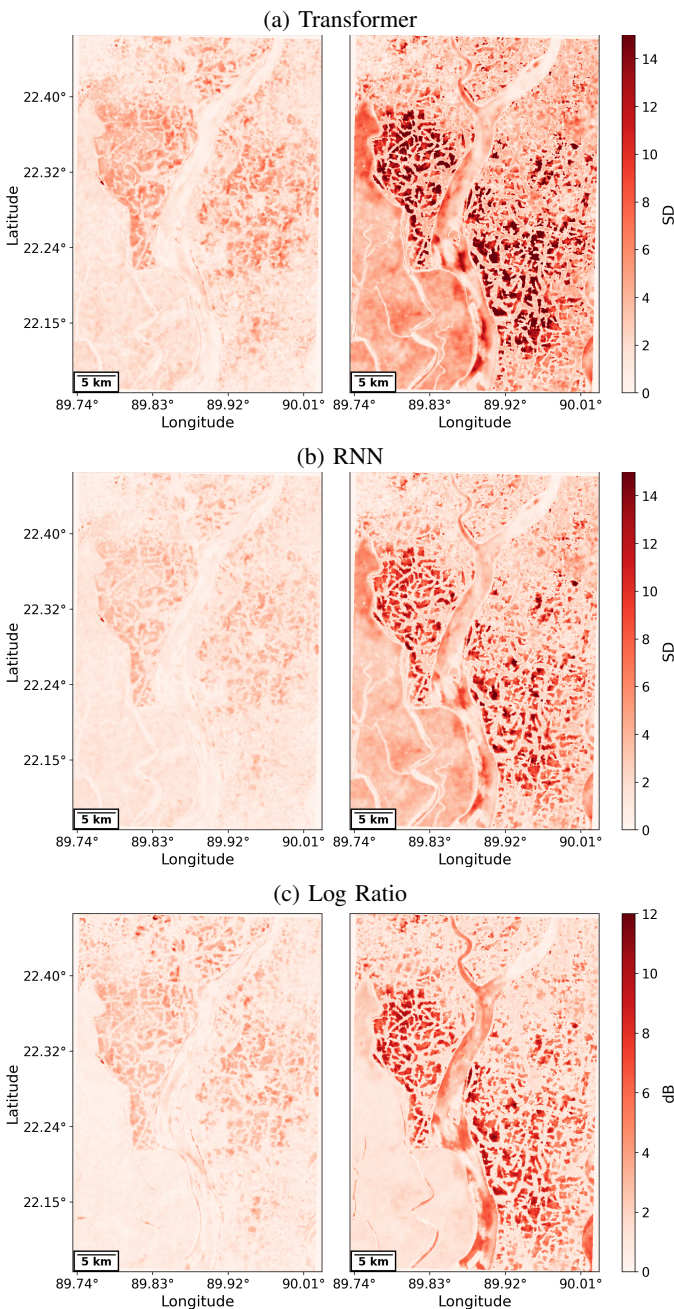 (a) Transformer
22.40°
22.32°
22.24°
22.15°
Latitude
5 km
5 km
89.74° 89.83° 89.92° 90.01°
89.74° 89.83° 89.92° 90.01°
Longitude
Longitude
14
12
10
8
6
4
2
0
SD
(b) RNN
22.40°
22.32°
22.24°
22.15°
Latitude
5 km
5 km
89.74° 89.83° 89.92° 90.01°
89.74° 89.83° 89.92° 90.01°
Longitude
Longitude
14
12
10
8
6
4
2
0
SD
(c) Log Ratio
22.40°
22.32°
22.24°
22.15°
Latitude
5 km
5 km
89.74° 89.83° 89.92° 90.01°
89.74° 89.83° 89.92° 90.01°
Longitude
Longitude
12
10
8
6
4
2
0
dB